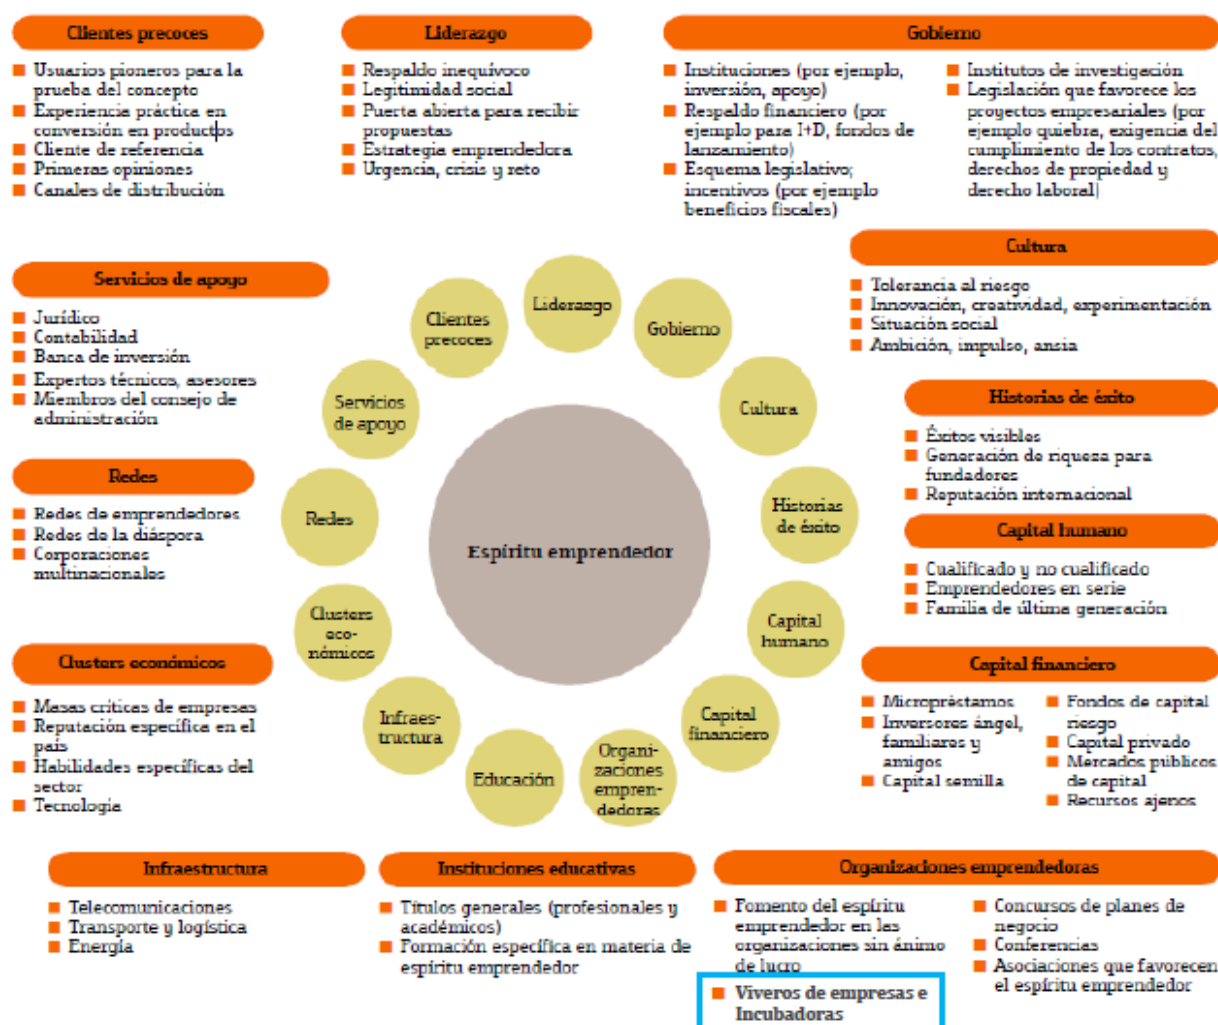 Clientes precoces
Usuarios pioneros para la
prueba del concepto
Experiencia práctica en
conversión en productos
Cliente de referencia
Primeras opiniones
Canales de distribución
Liderazgo
Respaldo inequívoco
Legitimidad social
Puerta abierta para recibir
propuestas
Estrategia emprendedora
Urgencia, crisis y reto
Gobierno
Instituciones (por ejemplo,
inversión, apoyo)
Respaldo financiero (por
ejemplo para I+D, fondos de
lanzamiento)
Esquema legislativo;
incentivos (por ejemplo
beneficios fiscales)
Institutos de investigación
Legislación que favorece los
proyectos empresariales (por
ejemplo quiebra, exigencia del
cumplimiento de los contratos,
derechos de propiedad y
derecho laboral)
Cultura
Tolerancia al riesgo
Innovación, creatividad, experimentación
Situación social
Ambición, impulso, ansia
Servicios de apoyo
Jurídico
Contabilidad
Banca de inversión
Expertos técnicos, asesores
Miembros del consejo de
administración
Historias de éxito
Éxitos visibles
Generación de riqueza para
fundadores
Reputación internacional
Redes
Redes de emprendedores
Redes de la diáspora
Corporaciones
multinacionales
Capital humano
Cualificado y no cualificado
Emprendedores en serie
Familia de última generación
Clusters económicos
Masas críticas de empresas
Reputación específica en el
país
Habilidades específicas del
sector
Tecnología
Capital financiero
Micropréstamos
Inversores ángel,
familiares y
amigos
Capital semilla
Fondos de capital
riesgo
Capital privado
Mercados públicos
de capital
Recursos ajenos
Liderazgo
Gobierno
Cultura
Historias
de éxito
Capital
humano
Capital
financiero
Organi-
zaciones
empren-
dedoras
Educación
Infraes-
tructura
Clusters
eco-
nómicos
Redes
Servicios
de apoyo
Clientes
precoces
Espíritu emprendedor
Infraestructura
Telecomunicaciones
Transporte y logística
Energía
Instituciones educativas
Títulos generales (profesionales y
académicos)
Formación específica en materia de
espíritu emprendedor
Organizaciones emprendedoras
Fomento del espíritu
emprendedor en las
organizaciones sin ánimo
de lucro
Viveros de empresas e
Incubadoras
Concursos de planes de
negocio
Conferencias
Asociaciones que favorecen
el espíritu emprendedor